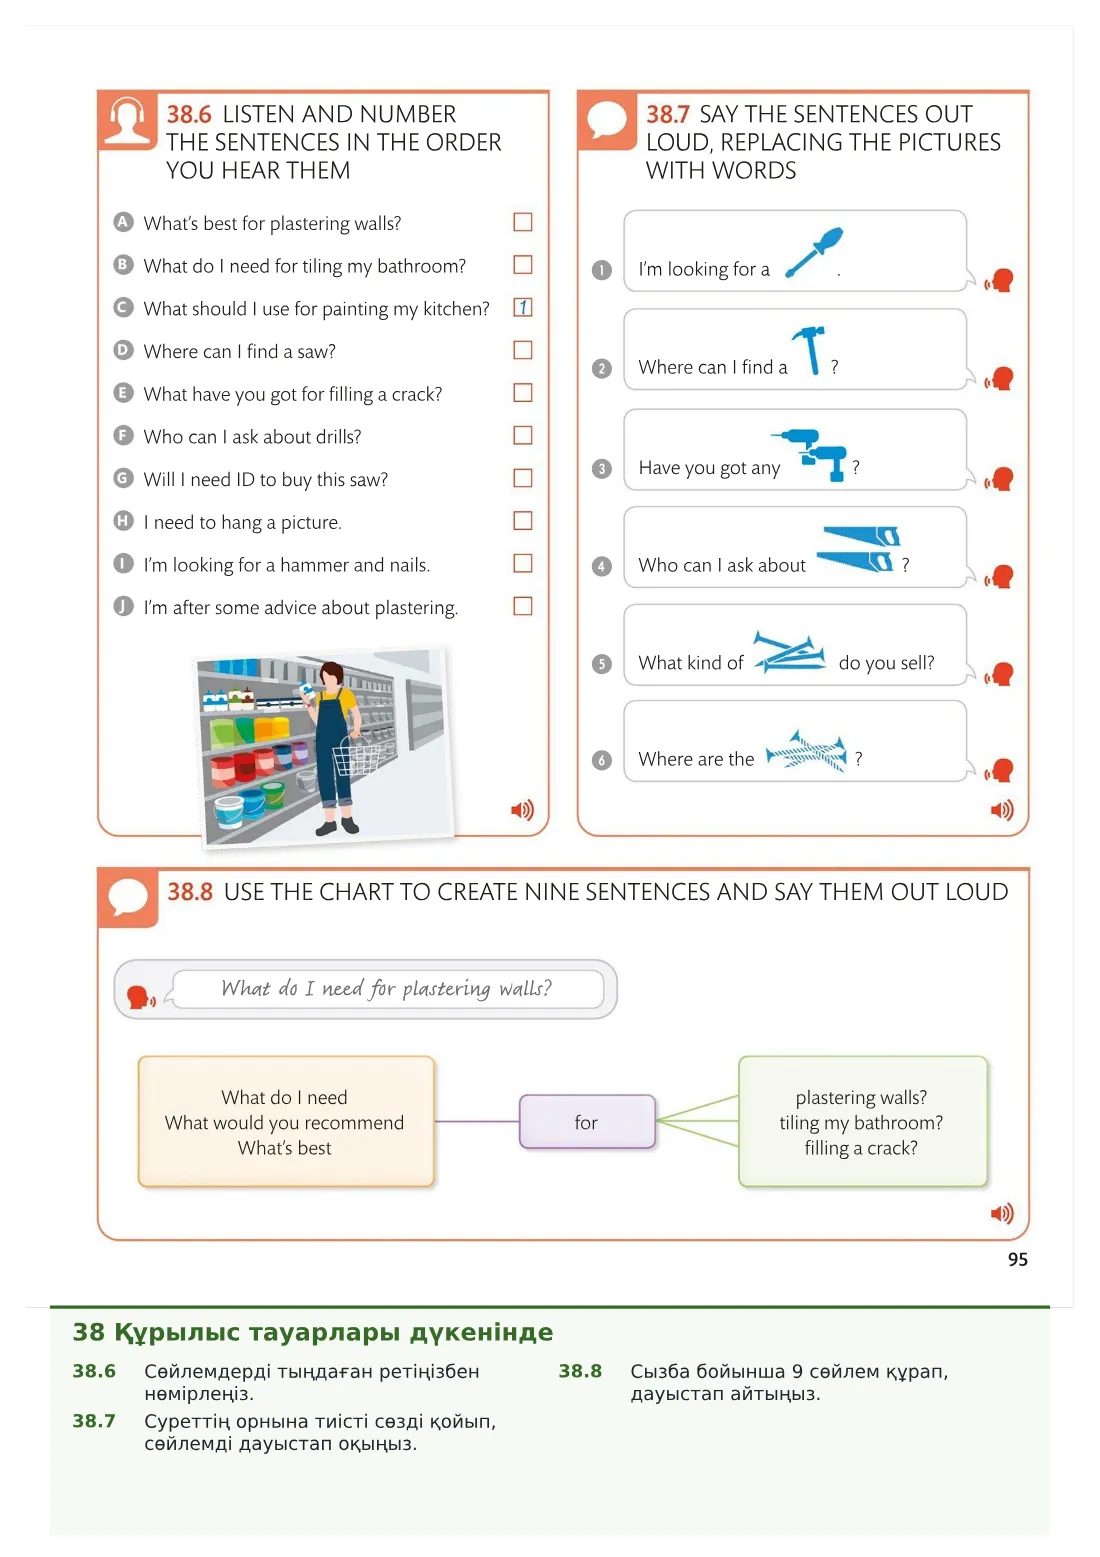 38.6 LISTEN AND NUMBER
THE SENTENCES IN THE ORDER
YOU HEAR THEM
A What's best for plastering walls?
B What do I need for tiling my bathroom?
C What should I use for painting my kitchen? 1
D Where can I find a saw?
E What have you got for filling a crack?
F Who can I ask about drills?
G Will I need ID to buy this saw?
H I need to hang a picture.
I I'm looking for a hammer and nails.
J I'm after some advice about plastering.
38.7 SAY THE SENTENCES OUT
LOUD, REPLACING THE PICTURES
WITH WORDS
1 I'm looking for a .
2 Where can I find a ?
3 Have you got any ?
4 Who can I ask about ?
5 What kind of do you sell?
6 Where are the ?
38.8 USE THE CHART TO CREATE NINE SENTENCES AND SAY THEM OUT LOUD
What do I need for plastering walls?
What do I need
What would you recommend
What's best
for
plastering walls?
tiling my bathroom?
filling a crack?
95
38 Құрылыс тауарлары дүкенінде
38.6 Сөйлемдерді тыңдаған ретіңізбен
нөмірлеңіз.
38.7 Суреттің орнына тиісті сөзді қойып,
сөйлемді дауыстап оқыңыз.
38.8 Сызба бойынша 9 сөйлем құрап,
дауыстап айтыңыз.